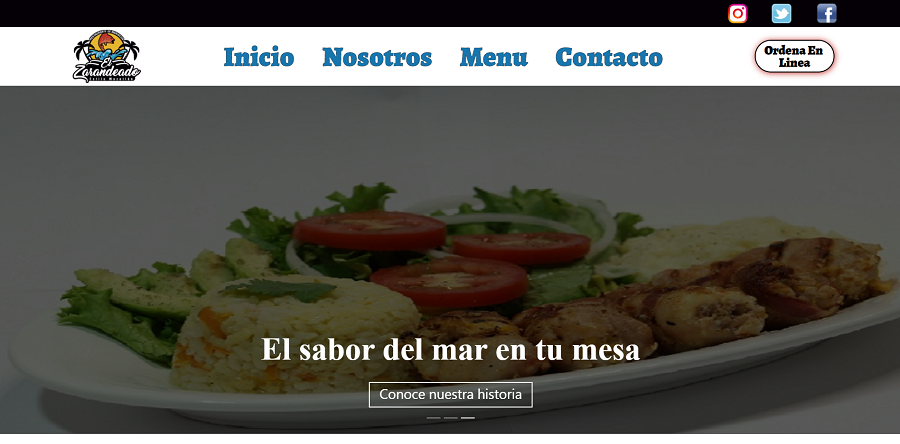 El
Zarandeado
Inicio Nosotros Menu Contacto
Ordena En
Linea
El sabor del mar en tu mesa
Conoce nuestra historia